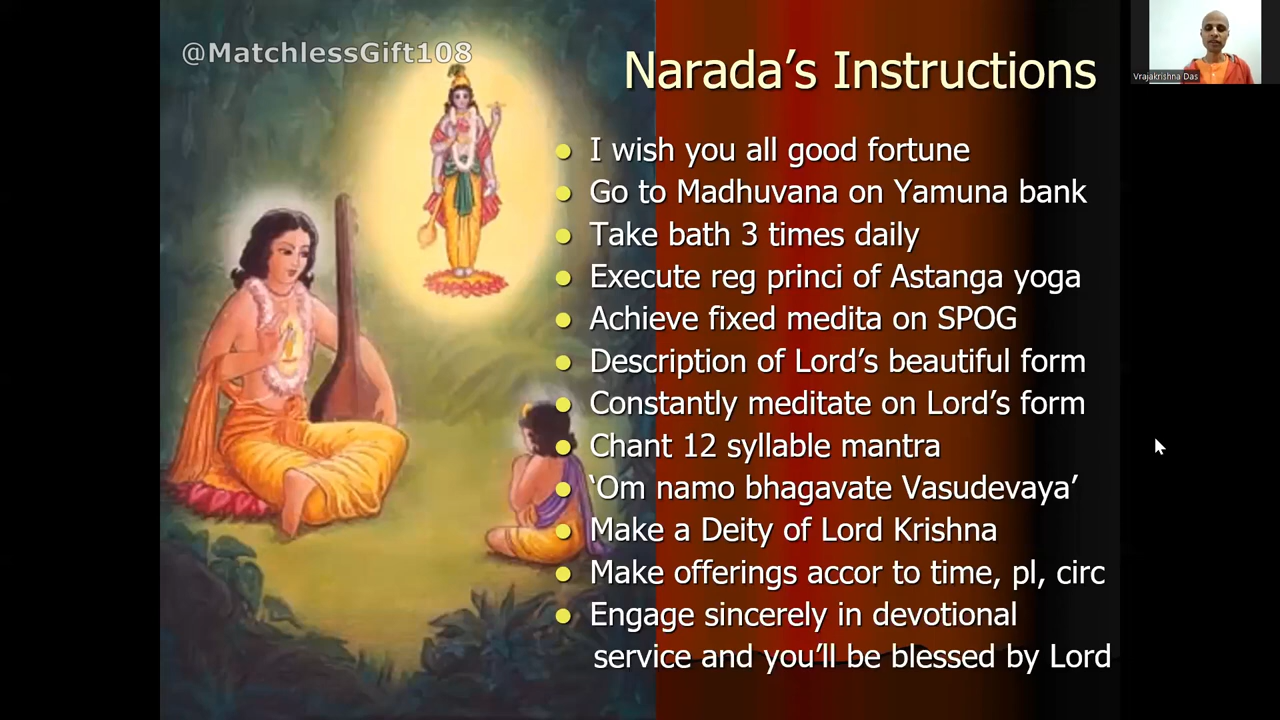 @MatchlessGift108
Narada's Instructions
Vrajakrishna Das
I wish you all good fortune
Go to Madhuvana on Yamuna bank
Take bath 3 times daily
Execute reg princi of Astanga yoga
Achieve fixed medita on SPOG
Description of Lord's beautiful form
Constantly meditate on Lord's form
Chant 12 syllable mantra
'Om namo bhagavate Vasudevaya'
Make a Deity of Lord Krishna
Make offerings accor to time, pl, circ
Engage sincerely in devotional
service and you'll be blessed by Lord